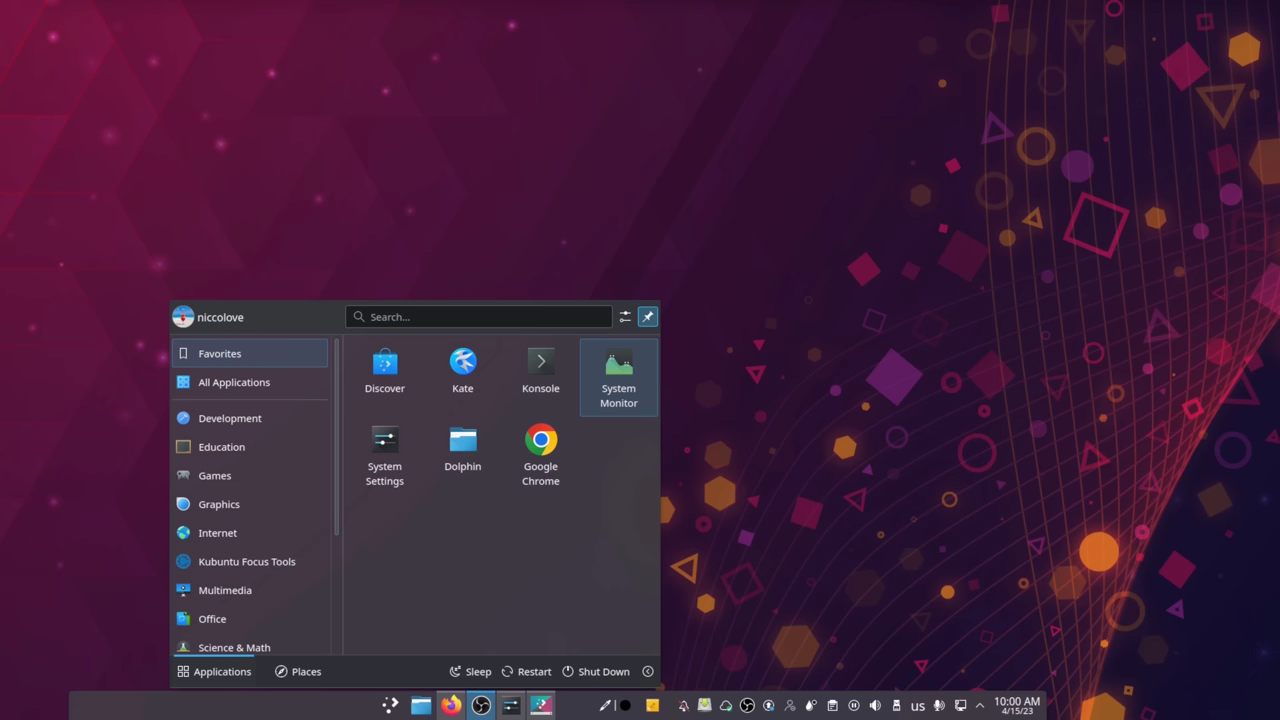 niccolove
Search...
Favorites
All Applications
Development
Education
Games
Graphics
Internet
Kubuntu Focus Tools
Multimedia
Office
Science & Math
Discover
Kate
Konsole
System
Monitor
System
Settings
Dolphin
Google
Chrome
Applications
Places
Sleep
Restart
Shut Down
us
10:00 AM
4/15/23